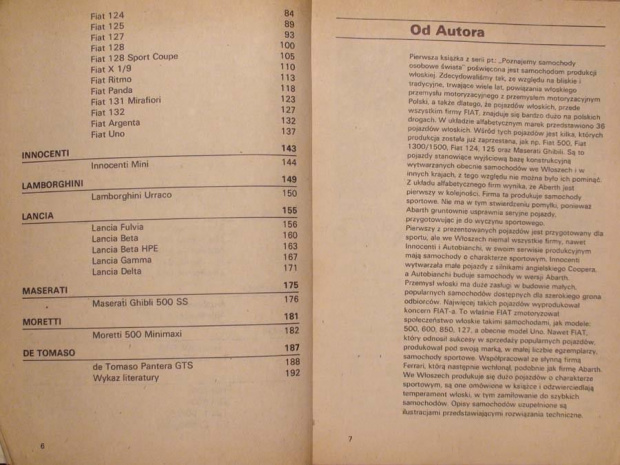 Fiat 124 84
Fiat 125 89
Fiat 127 93
Fiat 128 100
Fiat 128 Sport Coupe 105
Fiat X 1/9 110
Fiat Ritmo 113
Fiat Panda 118
Fiat 131 Mirafiori 123
Fiat 132 127
Fiat Argenta 132
Fiat Uno 137
INNOCENTI 143
Innocenti Mini 144
LAMBORGHINI 149
Lamborghini Urraco 150
LANCIA 155
Lancia Fulvia 156
Lancia Beta 160
Lancia Beta HPE 163
Lancia Gamma 167
Lancia Delta 171
MASERATI 175
Maserati Ghibli 500 SS 176
MORETTI 181
Moretti 500 Minimaxi 182
DE TOMASO 187
de Tomaso Pantera GTS 188
Wykaz literatury 192
6
Od Autora
Pierwsza książka z serii pt.: „Poznajemy samochody
osobowe świata" poświęcona jest samochodom produkcji
włoskiej. Zdecydowaliśmy tak, ze względu na bliskie i
tradycyjne, trwające wiele lat, powiązania włoskiego
przemysłu motoryzacyjnego z przemysłem motoryzacyjnym
Polski, a także dlatego, że pojazdów włoskich, przede
wszystkim firmy FIAT, znajduje się bardzo dużo na polskich
drogach. W układzie alfabetycznym marek przedstawiono 36
pojazdów włoskich. Wśród tych pojazdów jest kilka, których
produkcja została już zaprzestana, jak np. Fiat 500, Fiat
1300/1500, Fiat 124, 125 oraz Maserati Ghibli. Są to
pojazdy stanowiące wyjściową bazę konstrukcyjną
wytwarzanych obecnie samochodów we Włoszech i w
innych krajach, z tego względu nie można było ich pominąć.
Z układu alfabetycznego firm wynika, że Abarth jest
pierwszy w kolejności. Firma ta produkuje samochody
sportowe. Nie ma w tym stwierdzeniu pomyłki, ponieważ
Abarth gruntownie usprawnia seryjne pojazdy,
przygotowując je do wyczynu sportowego.
Pierwszy z prezentowanych pojazdów jest przygotowany dla
sportu, ale we Włoszech niemal wszystkie firmy, nawet
Innocenti i Autobianchi, w swoim serwisie produkcyjnym
mają samochody o charakterze sportowym. Innocenti
wytwarzała małe pojazdy z silnikami angielskiego Coopera,
a Autobianchi buduje samochody w wersji Abarth.
Przemysł włoski ma duże zasługi w budowie małych,
popularnych samochodów dostępnych dla szerokiego grona
odbiorców. Najwięcej takich pojazdów wyprodukował
koncern FIAT-a. To właśnie FIAT zmotoryzował
społeczeństwo włoskie takimi samochodami, jak modele:
500, 600, 850, 127, a obecnie model Uno. Nawet FIAT,
który odnosił sukcesy w sprzedaży popularnych pojazdów,
produkował pod swoją marką, w małej liczbie egzemplarzy,
samochody sportowe. Współpracował ze słynną firmą
Ferrari, którą następnie wchłonął, podobnie jak firmę Abarth.
We Włoszech produkuje się dużo pojazdów o charakterze
sportowym, są one omówione w książce i odzwierciedlają
temperament włoski, w tym zamiłowanie do szybkich
samochodów. Opisy samochodów uzupełnione są
ilustracjami przedstawiającymi rozwiązania techniczne.
7